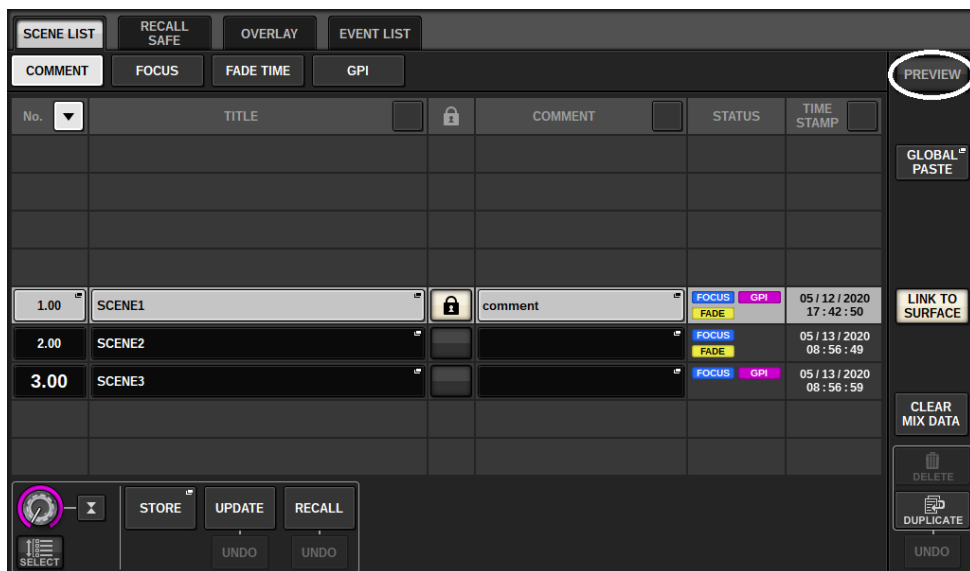 SCENE LIST
RECALL
SAFE
OVERLAY
EVENT LIST
COMMENT
FOCUS
FADE TIME
GPI
PREVIEW
No.
TITLE
COMMENT
STATUS
TIME
STAMP
GLOBAL
PASTE
1.00
SCENE1
comment
FOCUS GPI
FADE
05 / 12 / 2020
17 : 42 : 50
LINK TO
SURFACE
2.00
SCENE2
FOCUS
FADE
05 / 13 / 2020
08 : 56 : 49
3.00
SCENE3
FOCUS GPI
05 / 13 / 2020
08 : 56 : 59
CLEAR
MIX DATA
DELETE
STORE
UPDATE
RECALL
DUPLICATE
SELECT
UNDO
UNDO
UNDO